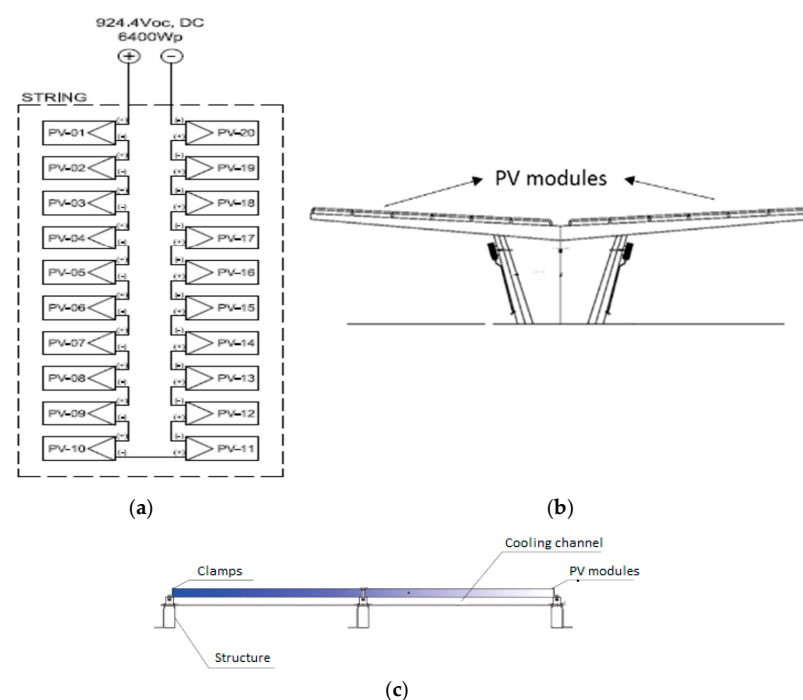 924.4Voc, DC
6400Wp
+ −
STRING
PV-01 (+) (-) PV-20
(-) (+)
PV-02 (+) (-) PV-19
(-) (+)
PV-03 (+) (-) PV-18
(-) (+)
PV-04 (+) (-) PV-17
(-) (+)
PV-05 (+) (-) PV-16
(-) (+)
PV-06 (+) (-) PV-15
(-) (+)
PV-07 (+) (-) PV-14
(-) (+)
PV-08 (+) (-) PV-13
(-) (+)
PV-09 (+) (-) PV-12
(-) (+)
PV-10 (+) (-) PV-11
(-) (+)
(a)
PV modules
(b)
Cooling channel
Clamps
PV modules
Structure
(c)